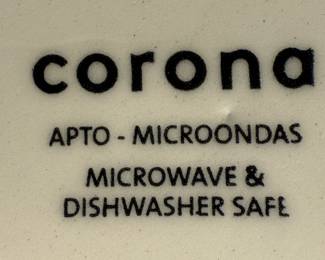 corona
APTO - MICROONDAS
MICROWAVE &
DISHWASHER SAFE